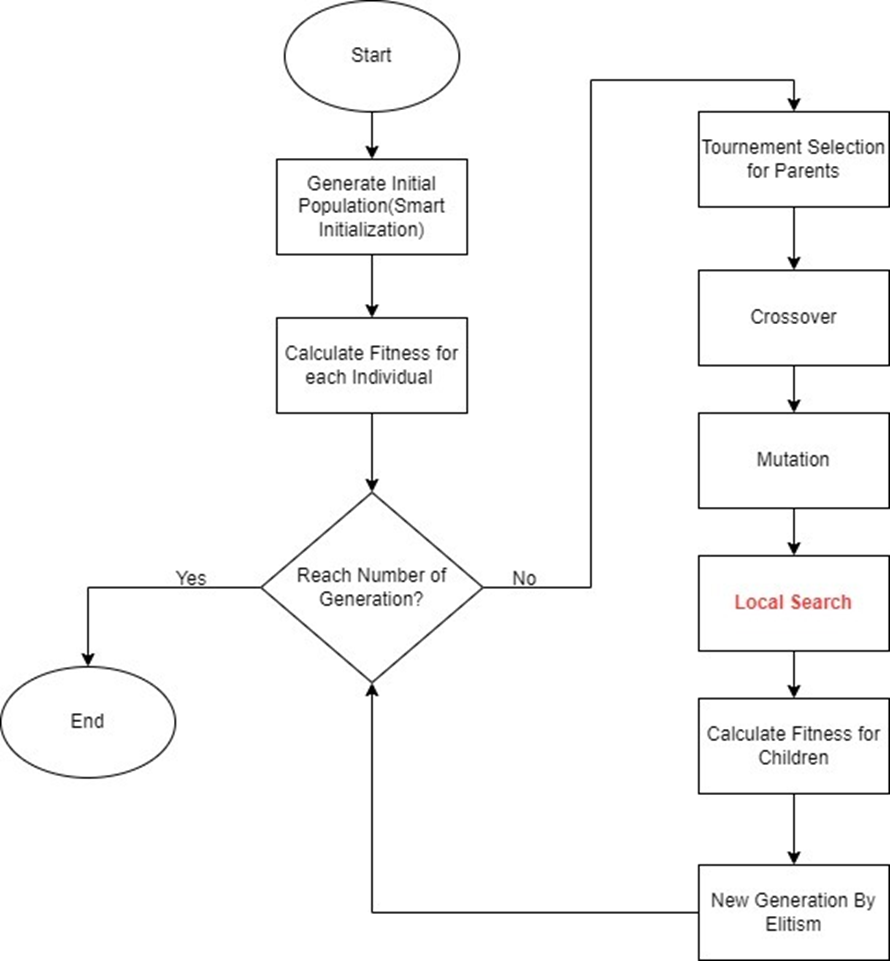 Start
Generate Initial
Population(Smart
Initialization)
Calculate Fitness for
each Individual
Reach Number of
Generation?
Yes
No
End
Tournement Selection
for Parents
Crossover
Mutation
Local Search
Calculate Fitness for
Children
New Generation By
Elitism